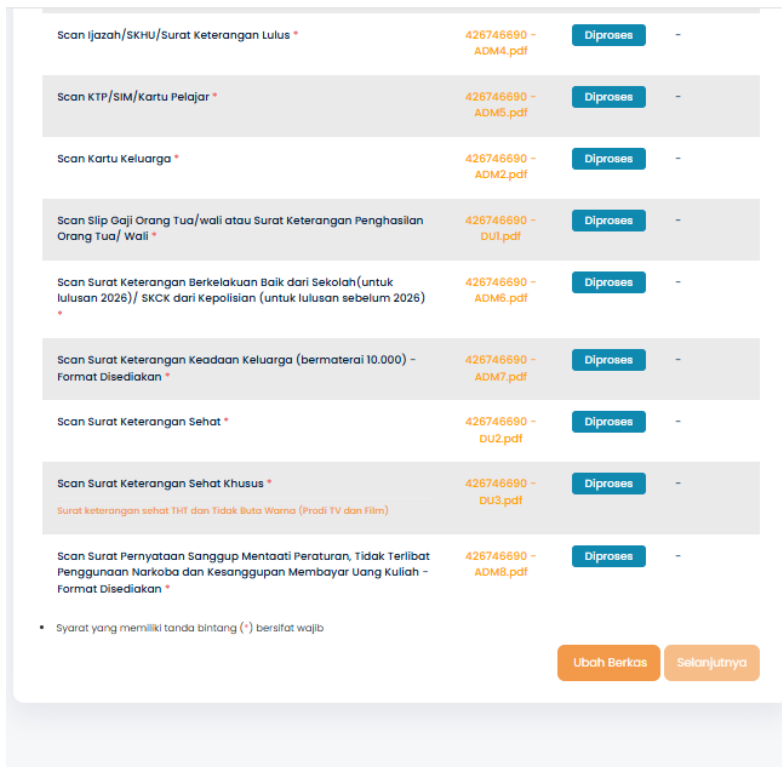 Scan Ijazah/SKHU/Surat Keterangan Lulus *
426746690 -
ADM4.pdf
Diproses
-
Scan KTP/SIM/Kartu Pelajar *
426746690 -
ADM5.pdf
Diproses
-
Scan Kartu Keluarga *
426746690 -
ADM2.pdf
Diproses
-
Scan Slip Gaji Orang Tua/wali atau Surat Keterangan Penghasilan
Orang Tua/ Wali *
426746690 -
DU1.pdf
Diproses
-
Scan Surat Keterangan Berkelakuan Baik dari Sekolah(untuk
lulusan 2026)/ SKCK dari Kepolisian (untuk lulusan sebelum 2026)
*
426746690 -
ADM6.pdf
Diproses
-
Scan Surat Keterangan Keadaan Keluarga (bermaterai 10.000) -
Format Disediakan *
426746690 -
ADM7.pdf
Diproses
-
Scan Surat Keterangan Sehat *
426746690 -
DU2.pdf
Diproses
-
Scan Surat Keterangan Sehat Khusus *
Surat keterangan sehat THT dan Tidak Buta Warna (Prodi TV dan Film)
426746690 -
DU3.pdf
Diproses
-
Scan Surat Pernyataan Sanggup Mentaati Peraturan, Tidak Terlibat
Penggunaan Narkoba dan Kesanggupan Membayar Uang Kuliah -
Format Disediakan *
426746690 -
ADM8.pdf
Diproses
-
▪ Syarat yang memiliki tanda bintang (*) bersifat wajib
Ubah Berkas
Selanjutnya